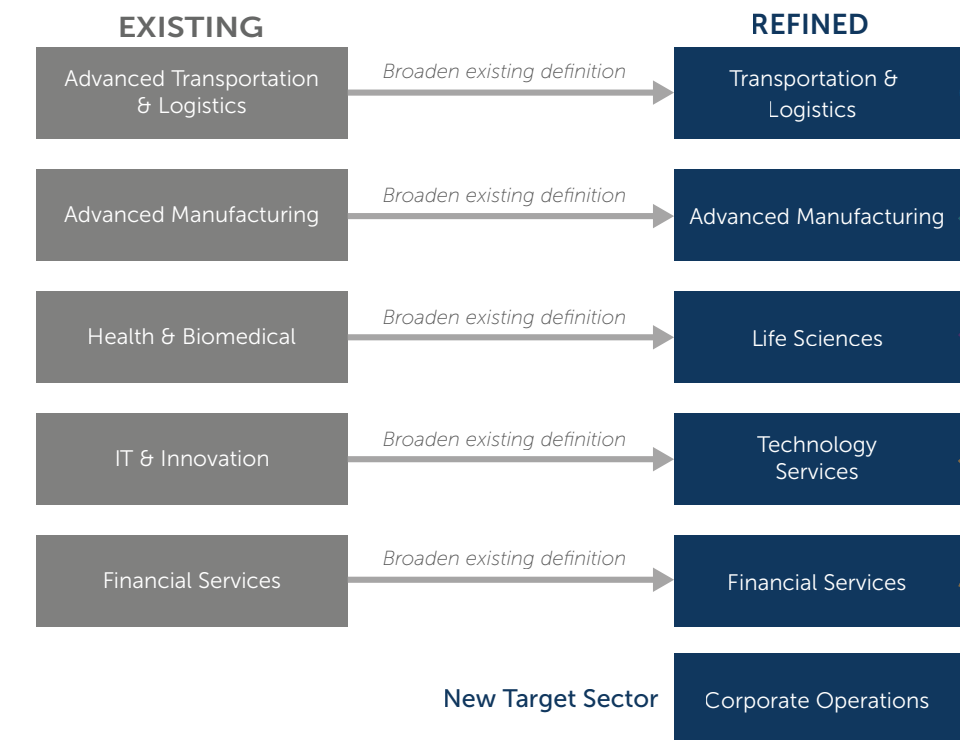 EXISTING
REFINED
Advanced Transportation
& Logistics
Broaden existing definition
Transportation &
Logistics
Advanced Manufacturing
Broaden existing definition
Advanced Manufacturing
Health & Biomedical
Broaden existing definition
Life Sciences
IT & Innovation
Broaden existing definition
Technology
Services
Financial Services
Broaden existing definition
Financial Services
New Target Sector
Corporate Operations